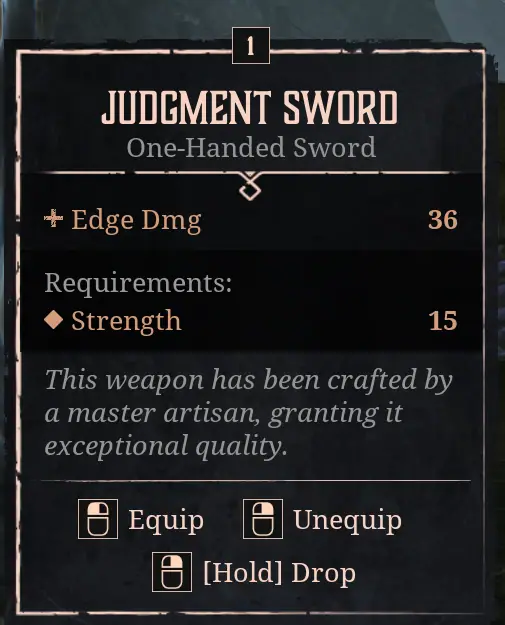 1
JUDGMENT SWORD
One-Handed Sword
Edge Dmg 36
Requirements:
Strength 15
This weapon has been crafted by
a master artisan, granting it
exceptional quality.
Equip Unequip
[Hold] Drop